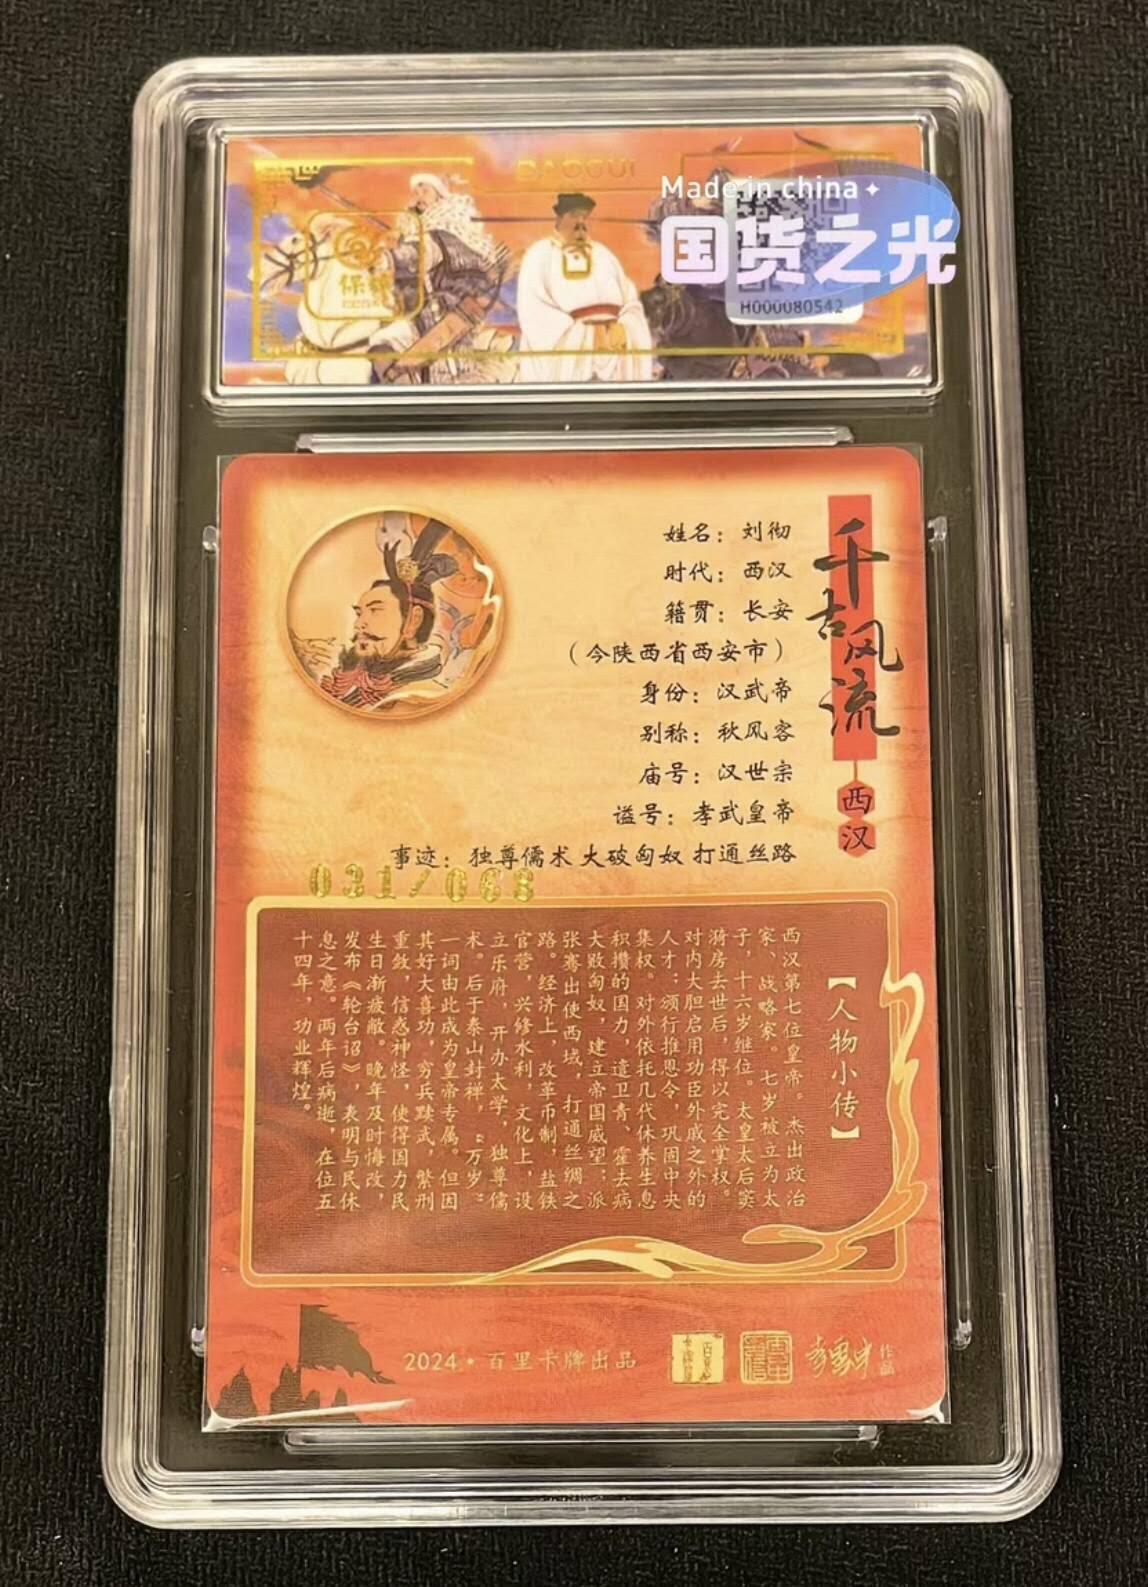 BAOGUI
Made in china
国货之光
保粹
H000080542
千古风流
西汉
姓名：刘彻
时代：西汉
籍贯：长安
（今陕西省西安市）
身份：汉武帝
别称：秋风客
庙号：汉世宗
谥号：孝武皇帝
事迹：独尊儒术 大破匈奴 打通丝路
031/068
【人物小传】
西汉第七位皇帝。杰出政治
家、战略家。七岁被立为太
子，十六岁继位。太皇太后窦
漪房去世后，得以完全掌权。
对内大胆启用功臣外戚之外的
人才；颁行推恩令，巩固中央
集权。对外依托几代休养生息
积攒的国力，遣卫青、霍去病
大败匈奴，建立帝国威望；派
张骞出使西域，打通丝绸之
路。经济上，改革币制，盐铁
官营，兴修水利，文化上，设
立乐府，开办太学，独尊儒
术。后于泰山封禅，“万岁”
一词由此成为皇帝专属。但因
其好大喜功，穷兵黩武，繁刑
重敛，信惑神怪，使得国力民
生日渐疲敝。晚年及时悔改，
发布《轮台诏》，表明与民休
息之意。两年后病逝，在位五
十四年，功业辉煌。
2024·百里卡牌出品
作品